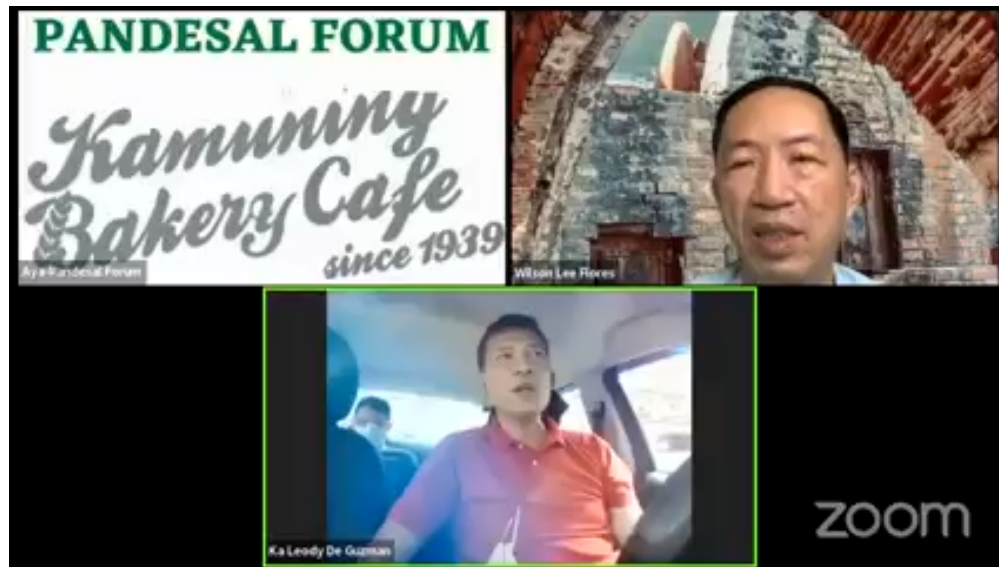 PANDESAL FORUM
Kamuning
Bakery Cafe
since 1939
Aya Pandesal Forum
Wilson Lee Flores
Ka Leody De Guzman
zoom